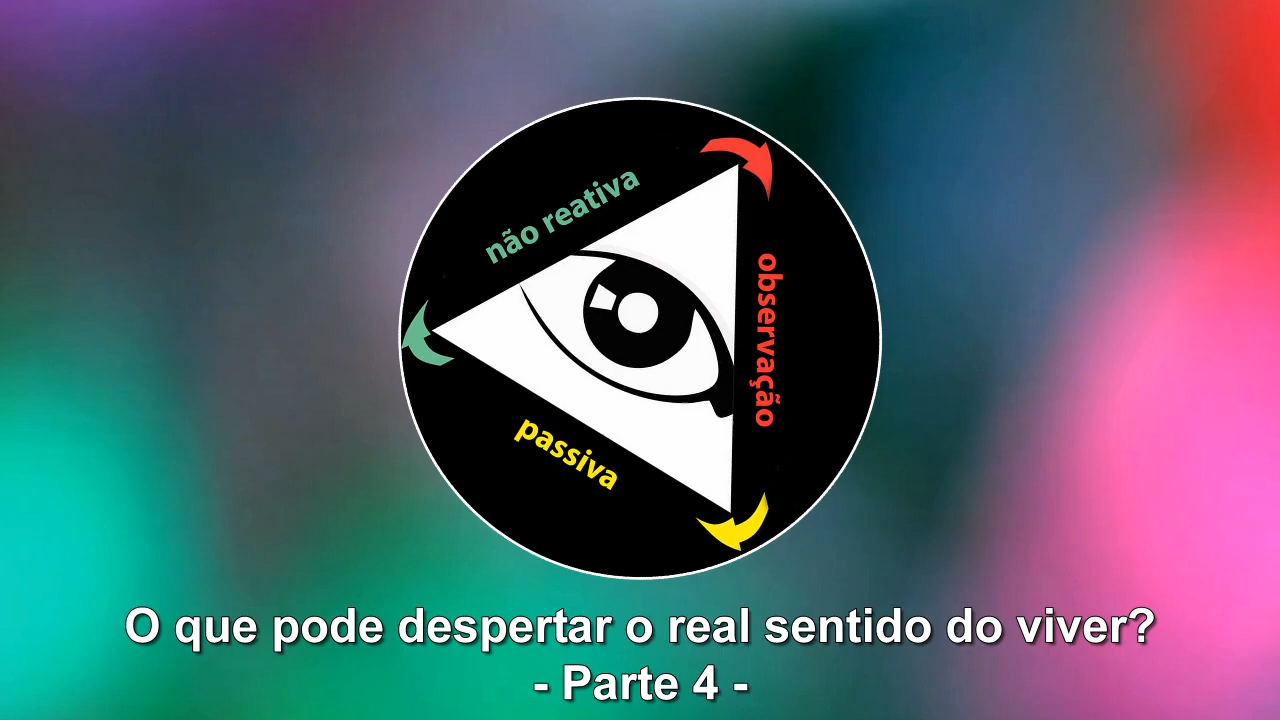 não reativa
observação
passiva
O que pode despertar o real sentido do viver?
- Parte 4 -